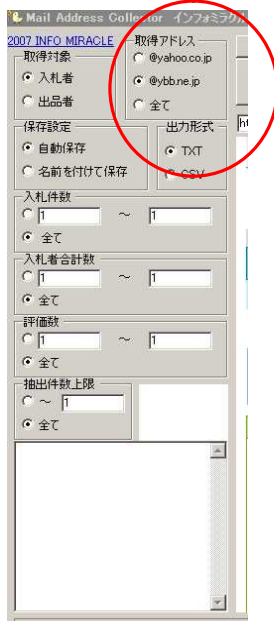 Mail Address Collector インフォミラク
2007 INFO MIRACLE
取得対象
入札者
出品者
取得アドレス
@yahoo.co.jp
@ybb.ne.jp
全て
保存設定
自動保存
名前を付けて保存
出力形式
TXT
CSV
入札件数
1 ～ 1
全て
入札者合計数
1 ～ 1
全て
評価数
1 ～ 1
全て
抽出件数上限
～ 1
全て